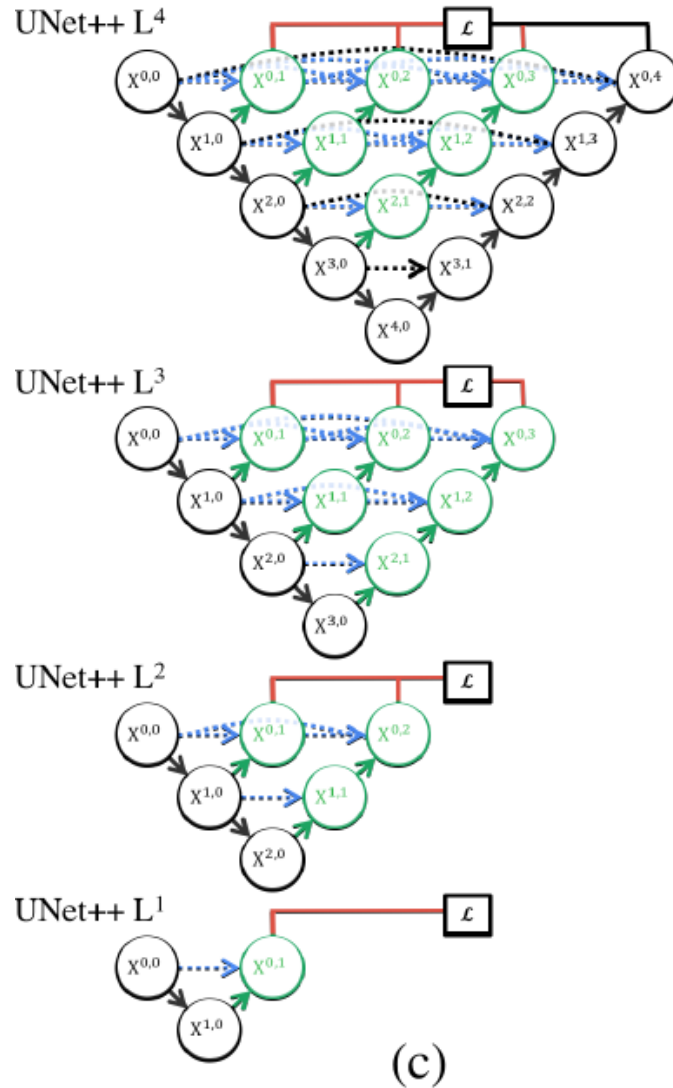 UNet++ L⁴
ℒ
X⁰,⁰ X⁰,¹ X⁰,² X⁰,³ X⁰,⁴
X¹,⁰ X¹,¹ X¹,² X¹,³
X²,⁰ X²,¹ X²,²
X³,⁰ X³,¹
X⁴,⁰
UNet++ L³
ℒ
X⁰,⁰ X⁰,¹ X⁰,² X⁰,³
X¹,⁰ X¹,¹ X¹,²
X²,⁰ X²,¹
X³,⁰
UNet++ L²
ℒ
X⁰,⁰ X⁰,¹ X⁰,²
X¹,⁰ X¹,¹
X²,⁰
UNet++ L¹
ℒ
X⁰,⁰ X⁰,¹
X¹,⁰
(c)